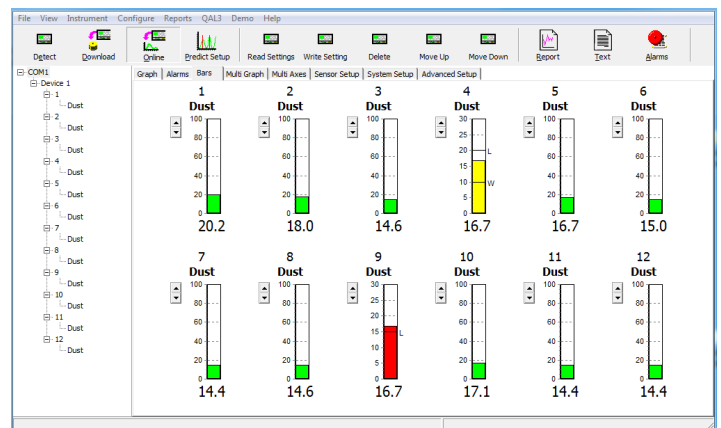 File View Instrument Configure Reports QAL3 Demo Help
Detect Download Online Predict Setup Read Settings Write Setting Delete Move Up Move Down Report Text Alarms
Graph Alarms Bars Multi Graph Multi Axes Sensor Setup System Setup Advanced Setup
COM1
Device 1
1
Dust
2
Dust
3
Dust
4
Dust
5
Dust
6
Dust
7
Dust
8
Dust
9
Dust
10
Dust
11
Dust
12
Dust
1 2 3 4 5 6
Dust Dust Dust Dust Dust Dust
100 100 100 30 100 100
25
80 80 80 80 80
20 L
60 60 60 60 60
15
40 40 40 40 40
10 W
20 20 20 5 20 20
0 0 0 0 0 0
20.2 18.0 14.6 16.7 16.7 15.0
7 8 9 10 11 12
Dust Dust Dust Dust Dust Dust
100 100 30 100 100 100
25
80 80 80 80 80
20
60 60 60 60 60
15 L
40 40 40 40 40
10
20 20 5 20 20 20
0 0 0 0 0 0
14.4 14.6 16.7 17.1 14.4 14.4